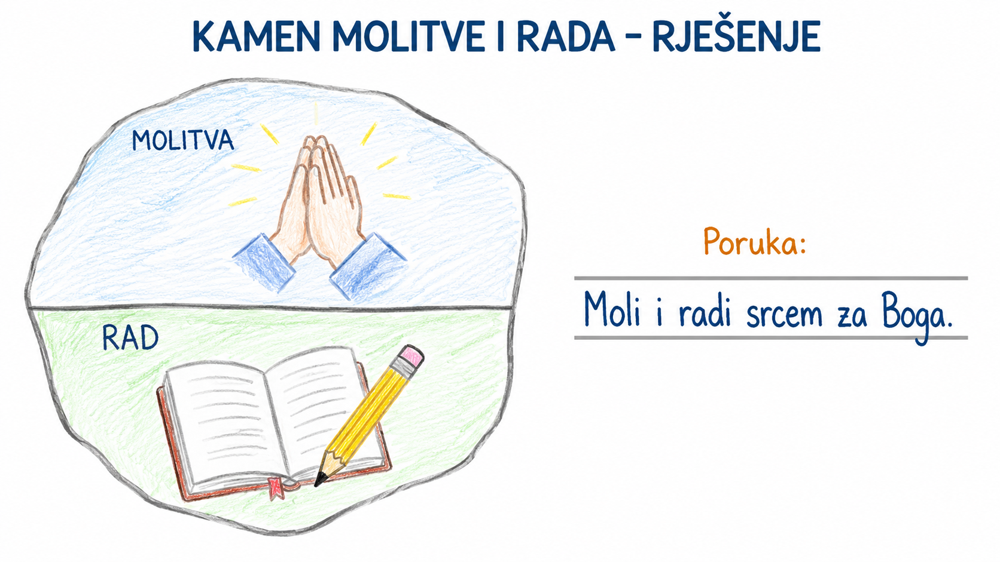 KAMEN MOLITVE I RADA – RJEŠENJE
MOLITVA
RAD
Poruka:
Moli i radi srcem za Boga.